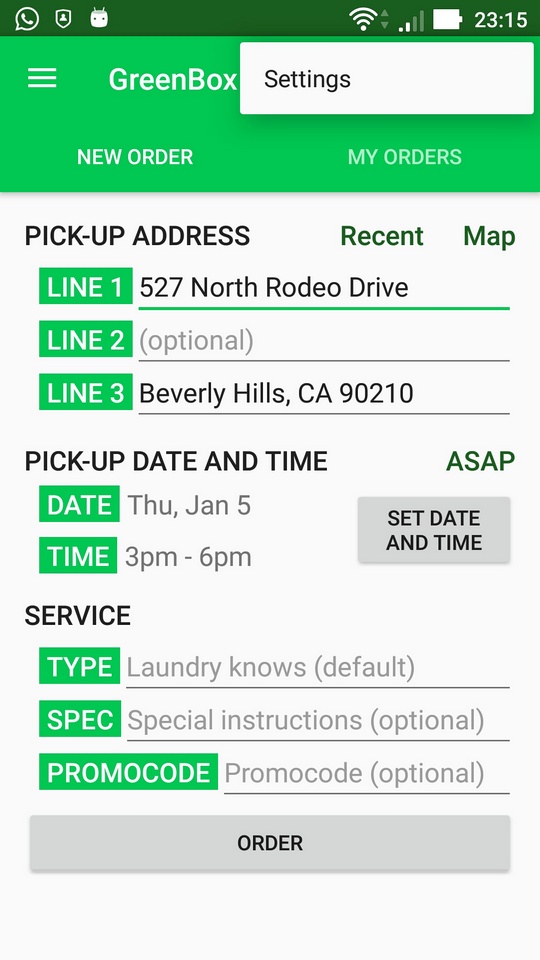 23:15
GreenBox
Settings
NEW ORDER MY ORDERS
PICK-UP ADDRESS Recent Map
LINE 1 527 North Rodeo Drive
LINE 2 (optional)
LINE 3 Beverly Hills, CA 90210
PICK-UP DATE AND TIME ASAP
DATE Thu, Jan 5
SET DATE
AND TIME
TIME 3pm - 6pm
SERVICE
TYPE Laundry knows (default)
SPEC Special instructions (optional)
PROMOCODE Promocode (optional)
ORDER